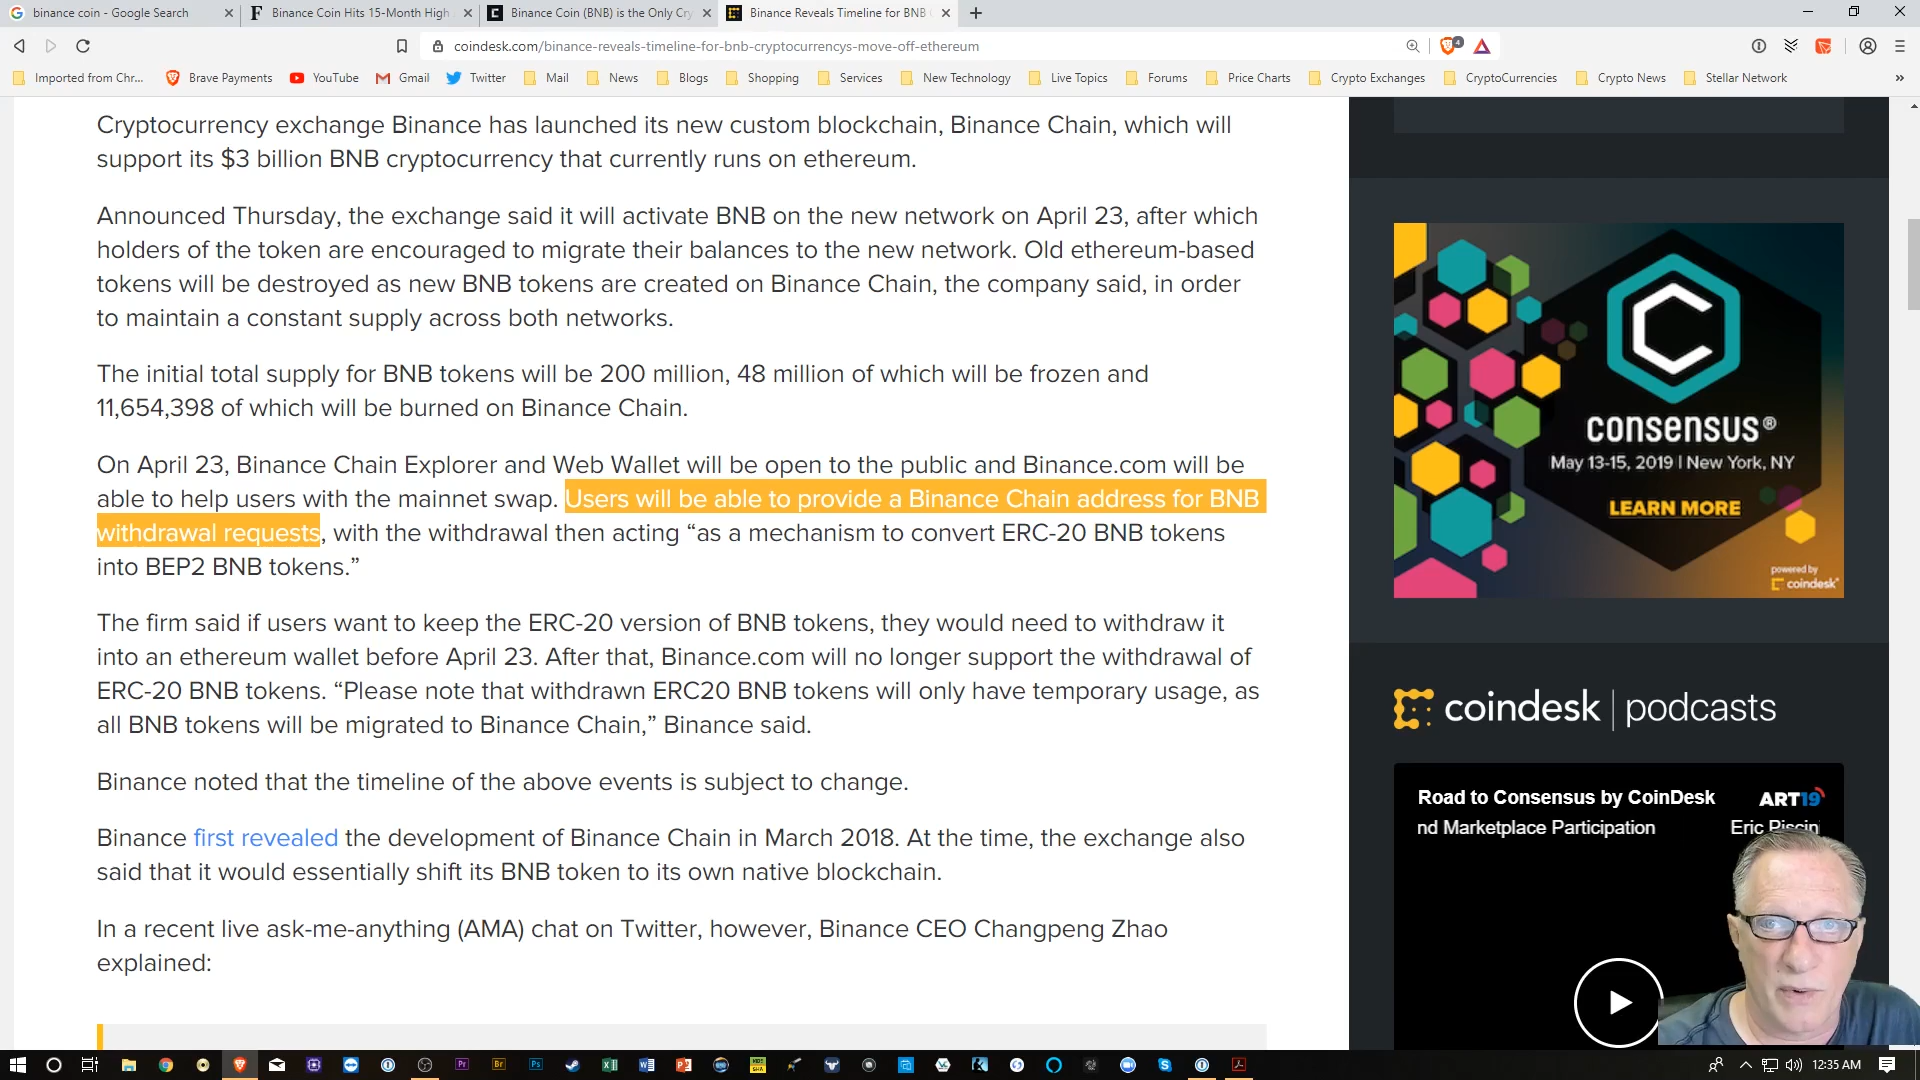 binance coin - Google Search
Binance Coin Hits 15-Month High
Binance Coin (BNB) is the Only Cry
Binance Reveals Timeline for BNB
coindesk.com/binance-reveals-timeline-for-bnb-cryptocurrencys-move-off-ethereum
4
Imported from Chr...
Brave Payments
YouTube
Gmail
Twitter
Mail
News
Blogs
Shopping
Services
New Technology
Live Topics
Forums
Price Charts
Crypto Exchanges
CryptoCurrencies
Crypto News
Stellar Network
»
Cryptocurrency exchange Binance has launched its new custom blockchain, Binance Chain, which will
support its $3 billion BNB cryptocurrency that currently runs on ethereum.
Announced Thursday, the exchange said it will activate BNB on the new network on April 23, after which
holders of the token are encouraged to migrate their balances to the new network. Old ethereum-based
tokens will be destroyed as new BNB tokens are created on Binance Chain, the company said, in order
to maintain a constant supply across both networks.
The initial total supply for BNB tokens will be 200 million, 48 million of which will be frozen and
11,654,398 of which will be burned on Binance Chain.
On April 23, Binance Chain Explorer and Web Wallet will be open to the public and Binance.com will be
able to help users with the mainnet swap. Users will be able to provide a Binance Chain address for BNB
withdrawal requests, with the withdrawal then acting “as a mechanism to convert ERC-20 BNB tokens
into BEP2 BNB tokens.”
The firm said if users want to keep the ERC-20 version of BNB tokens, they would need to withdraw it
into an ethereum wallet before April 23. After that, Binance.com will no longer support the withdrawal of
ERC-20 BNB tokens. “Please note that withdrawn ERC20 BNB tokens will only have temporary usage, as
all BNB tokens will be migrated to Binance Chain,” Binance said.
Binance noted that the timeline of the above events is subject to change.
Binance first revealed the development of Binance Chain in March 2018. At the time, the exchange also
said that it would essentially shift its BNB token to its own native blockchain.
In a recent live ask-me-anything (AMA) chat on Twitter, however, Binance CEO Changpeng Zhao
explained:
consensus®
May 13-15, 2019 | New York, NY
LEARN MORE
powered by
coindesk
coindesk | podcasts
Road to Consensus by CoinDesk
ART19
nd Marketplace Participation
Eric Piscin
Pr
Br
Ps
12:35 AM